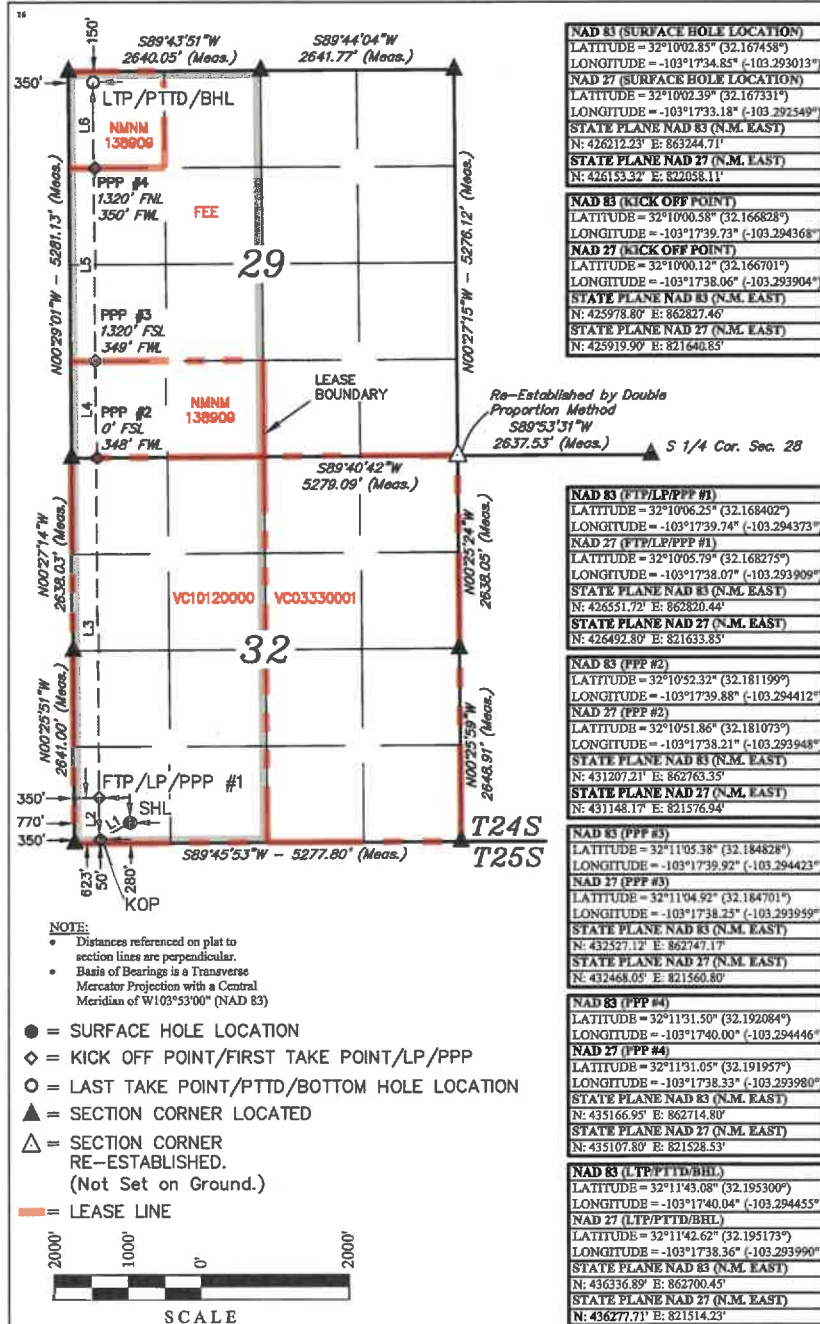 16
150'
S89°43'51"W
2640.05' (Meas.)
S89°44'04"W
2641.77' (Meas.)
350'
LTP/PTTD/BHL
L6
NMNM
138909
PPP #4
1320' FNL
350' FWL
FEE
N00°29'01"W - 5281.13' (Meas.)
L5
29
N00°27'15"W - 5276.12' (Meas.)
PPP #3
1320' FSL
349' FWL
L4
NMNM
138909
LEASE
BOUNDARY
PPP #2
0' FSL
348' FWL
Re-Established by Double
Proportion Method
S89°53'31"W
2637.53' (Meas.)
S 1/4 Cor. Sec. 28
S89°40'42"W
5279.09' (Meas.)
N00°27'14"W
2638.03' (Meas.)
N00°25'24"W
2638.05' (Meas.)
L3
VC10120000
VC03330001
32
N00°25'51"W
2641.00' (Meas.)
N00°25'59"W
2648.91' (Meas.)
FTP/LP/PPP #1
350'
SHL
770'
L2
L1
350'
T24S
T25S
S89°45'53"W - 5277.80' (Meas.)
623'
50'
280'
KOP
NOTE:
• Distances referenced on plat to
section lines are perpendicular.
• Basis of Bearings is a Transverse
Mercator Projection with a Central
Meridian of W103°53'00" (NAD 83)
= SURFACE HOLE LOCATION
= KICK OFF POINT/FIRST TAKE POINT/LP/PPP
= LAST TAKE POINT/PTTD/BOTTOM HOLE LOCATION
= SECTION CORNER LOCATED
= SECTION CORNER
RE-ESTABLISHED.
(Not Set on Ground.)
= LEASE LINE
2000'
1000'
0'
2000'
SCALE
NAD 83 (SURFACE HOLE LOCATION)
LATITUDE = 32°10'02.85" (32.167458°)
LONGITUDE = -103°17'34.85" (-103.293013°)
NAD 27 (SURFACE HOLE LOCATION)
LATITUDE = 32°10'02.39" (32.167331°)
LONGITUDE = -103°17'33.18" (-103.292549°)
STATE PLANE NAD 83 (N.M. EAST)
N: 426212.23' E: 863244.71'
STATE PLANE NAD 27 (N.M. EAST)
N: 426153.32' E: 822058.11'
NAD 83 (KICK OFF POINT)
LATITUDE = 32°10'00.58" (32.166828°)
LONGITUDE = -103°17'39.73" (-103.294368°)
NAD 27 (KICK OFF POINT)
LATITUDE = 32°10'00.12" (32.166701°)
LONGITUDE = -103°17'38.06" (-103.293904°)
STATE PLANE NAD 83 (N.M. EAST)
N: 425978.80' E: 862827.46'
STATE PLANE NAD 27 (N.M. EAST)
N: 425919.90' E: 821640.85'
NAD 83 (FTP/LP/PPP #1)
LATITUDE = 32°10'06.25" (32.168402°)
LONGITUDE = -103°17'39.74" (-103.294373°)
NAD 27 (FTP/LP/PPP #1)
LATITUDE = 32°10'05.79" (32.168275°)
LONGITUDE = -103°17'38.07" (-103.293909°)
STATE PLANE NAD 83 (N.M. EAST)
N: 426551.72' E: 862820.44'
STATE PLANE NAD 27 (N.M. EAST)
N: 426492.80' E: 821633.85'
NAD 83 (PPP #2)
LATITUDE = 32°10'52.32" (32.181199°)
LONGITUDE = -103°17'39.88" (-103.294412°)
NAD 27 (PPP #2)
LATITUDE = 32°10'51.86" (32.181073°)
LONGITUDE = -103°17'38.21" (-103.293948°)
STATE PLANE NAD 83 (N.M. EAST)
N: 431207.21' E: 862763.35'
STATE PLANE NAD 27 (N.M. EAST)
N: 431148.17' E: 821576.94'
NAD 83 (PPP #3)
LATITUDE = 32°11'05.38" (32.184828°)
LONGITUDE = -103°17'39.92" (-103.294423°)
NAD 27 (PPP #3)
LATITUDE = 32°11'04.92" (32.184701°)
LONGITUDE = -103°17'38.25" (-103.293959°)
STATE PLANE NAD 83 (N.M. EAST)
N: 432527.12' E: 862747.17'
STATE PLANE NAD 27 (N.M. EAST)
N: 432468.05' E: 821560.80'
NAD 83 (PPP #4)
LATITUDE = 32°11'31.50" (32.192084°)
LONGITUDE = -103°17'40.00" (-103.294446°)
NAD 27 (PPP #4)
LATITUDE = 32°11'31.05" (32.191957°)
LONGITUDE = -103°17'38.33" (-103.293980°)
STATE PLANE NAD 83 (N.M. EAST)
N: 435166.95' E: 862714.80'
STATE PLANE NAD 27 (N.M. EAST)
N: 435107.80' E: 821528.53'
NAD 83 (LTP/PTTD/BHL)
LATITUDE = 32°11'43.08" (32.195300°)
LONGITUDE = -103°17'40.04" (-103.294455°)
NAD 27 (LTP/PTTD/BHL)
LATITUDE = 32°11'42.62" (32.195173°)
LONGITUDE = -103°17'38.36" (-103.293990°)
STATE PLANE NAD 83 (N.M. EAST)
N: 436336.89' E: 862700.45'
STATE PLANE NAD 27 (N.M. EAST)
N: 436277.71' E: 821514.23'